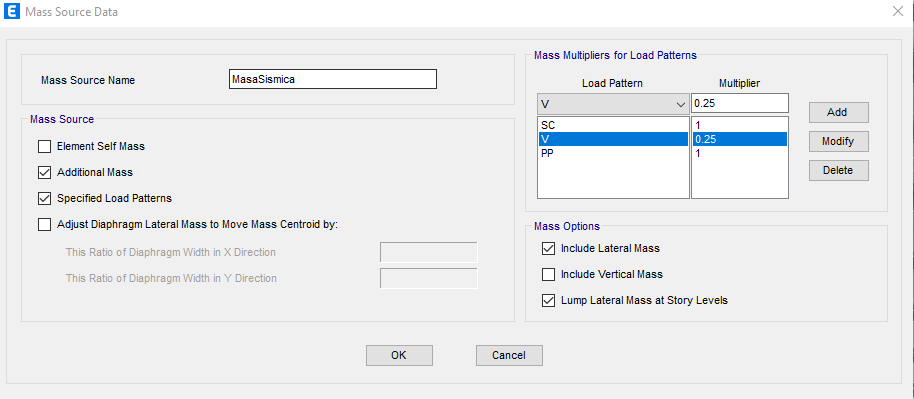 E Mass Source Data
Mass Source Name
MasaSismica
Mass Source
Element Self Mass
Additional Mass
Specified Load Patterns
Adjust Diaphragm Lateral Mass to Move Mass Centroid by:
This Ratio of Diaphragm Width in X Direction
This Ratio of Diaphragm Width in Y Direction
Mass Multipliers for Load Patterns
Load Pattern Multiplier
V 0.25
SC 1
V 0.25
PP 1
Add
Modify
Delete
Mass Options
Include Lateral Mass
Include Vertical Mass
Lump Lateral Mass at Story Levels
OK Cancel